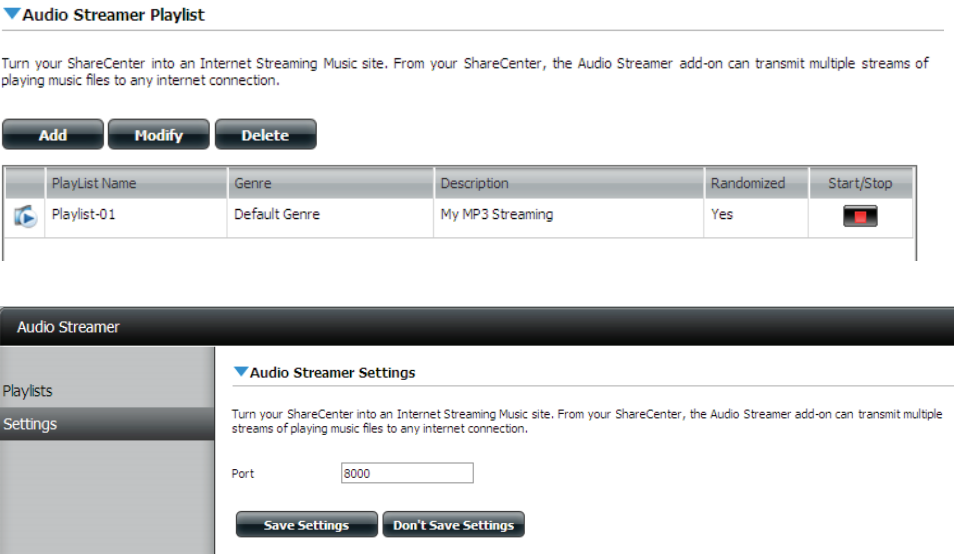 Audio Streamer Playlist
Turn your ShareCenter into an Internet Streaming Music site. From your ShareCenter, the Audio Streamer add-on can transmit multiple streams of
playing music files to any internet connection.
Add Modify Delete
PlayList Name Genre Description Randomized Start/Stop
Playlist-01 Default Genre My MP3 Streaming Yes
Audio Streamer
Playlists
Settings
Audio Streamer Settings
Turn your ShareCenter into an Internet Streaming Music site. From your ShareCenter, the Audio Streamer add-on can transmit multiple
streams of playing music files to any internet connection.
Port 8000
Save Settings Don't Save Settings